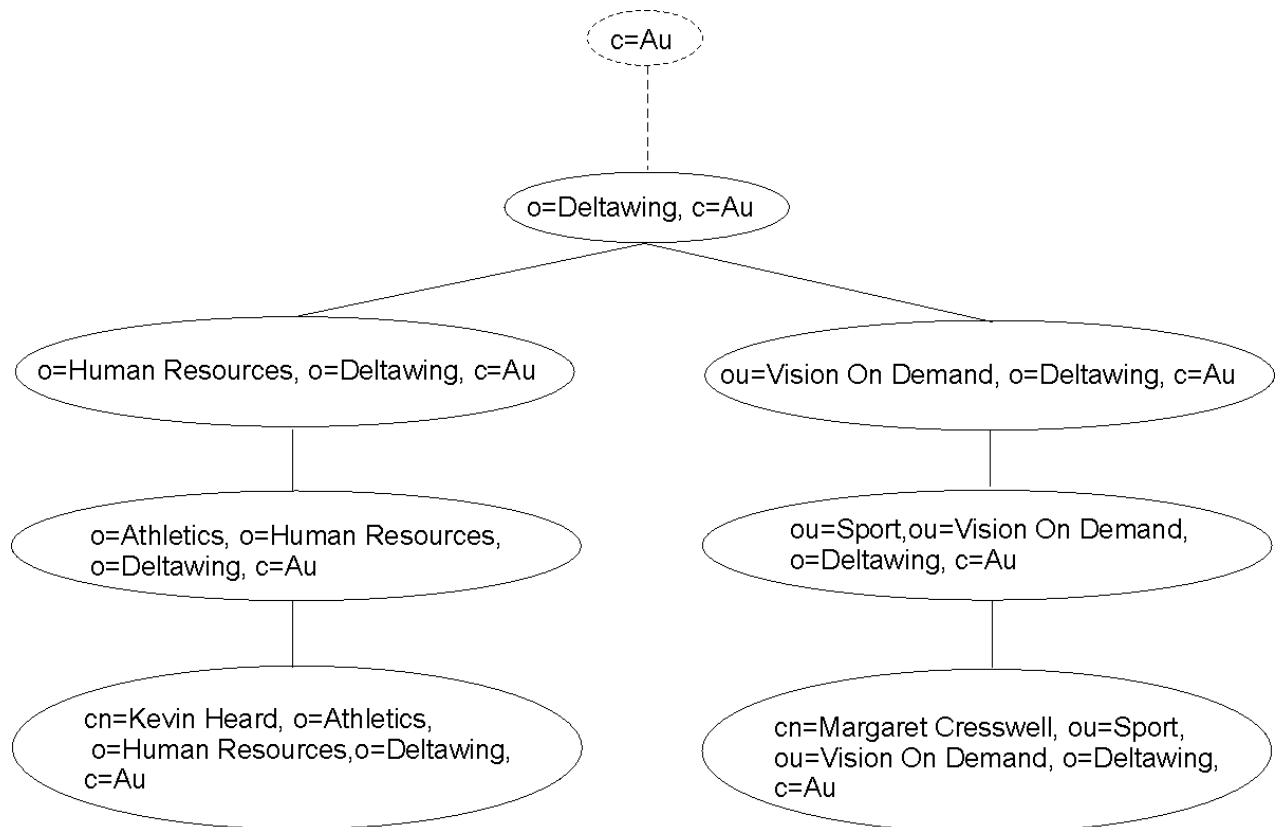 c=Au
o=Deltawing, c=Au
o=Human Resources, o=Deltawing, c=Au
ou=Vision On Demand, o=Deltawing, c=Au
o=Athletics, o=Human Resources,
o=Deltawing, c=Au
ou=Sport,ou=Vision On Demand,
o=Deltawing, c=Au
cn=Kevin Heard, o=Athletics,
o=Human Resources,o=Deltawing,
c=Au
cn=Margaret Cresswell, ou=Sport,
ou=Vision On Demand, o=Deltawing,
c=Au